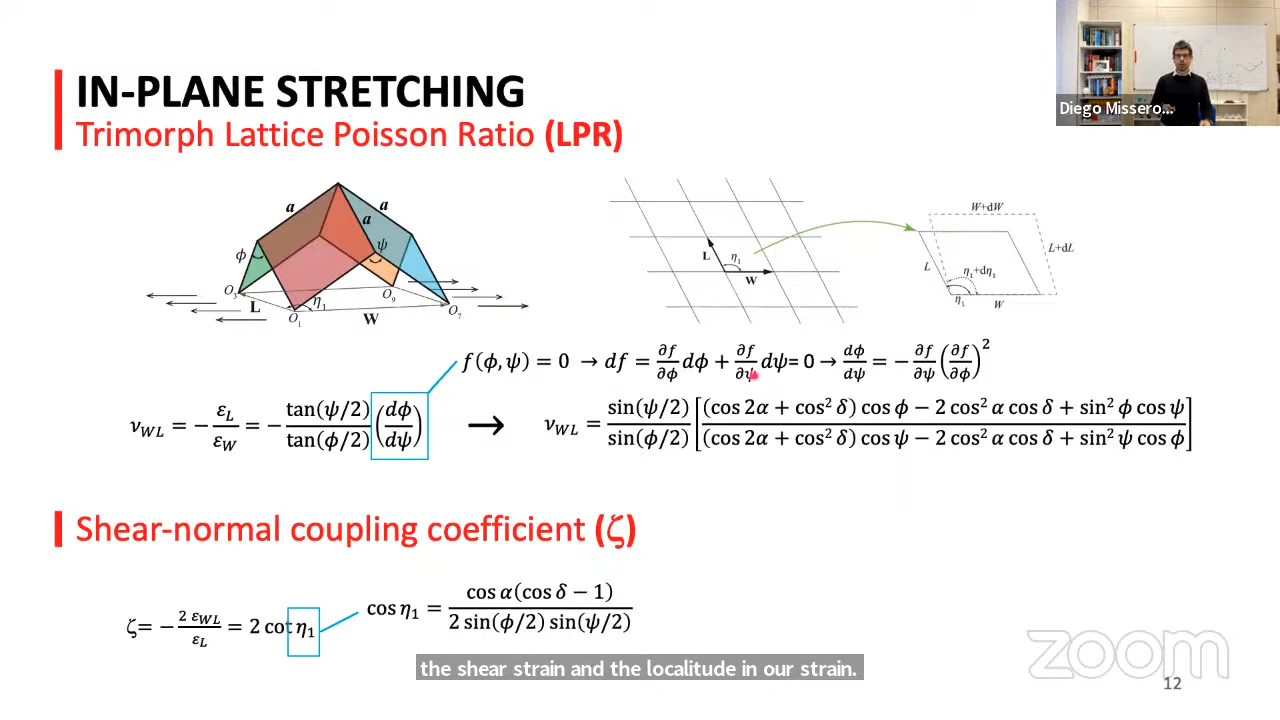 IN-PLANE STRETCHING
Trimorph Lattice Poisson Ratio (LPR)
Diego Missero...
a
a
a
ϕ
ψ
O₃
O₉
L
η₁
O₁
W
O₇
L
η₁
W
W+dW
L+dL
L
η₁+dη₁
η₁
W
f(ϕ, ψ) = 0 → df = ∂f/∂ϕ dϕ + ∂f/∂ψ dψ= 0 → dϕ/dψ = − ∂f/∂ψ (∂f/∂ϕ)²
ν_WL = − ε_L/ε_W = − tan(ψ/2)/tan(ϕ/2) (dϕ/dψ) → ν_WL = sin(ψ/2)/sin(ϕ/2) [((cos 2α + cos² δ) cos ϕ − 2 cos² α cos δ + sin² ϕ cos ψ)/((cos 2α + cos² δ) cos ψ − 2 cos² α cos δ + sin² ψ cos ϕ)]
Shear-normal coupling coefficient (ζ)
ζ= − 2 ε_WL/ε_L = 2 cot η₁
cos η₁ = cos α(cos δ − 1)/(2 sin(ϕ/2) sin(ψ/2))
the shear strain and the localitude in our strain.
zoom
12